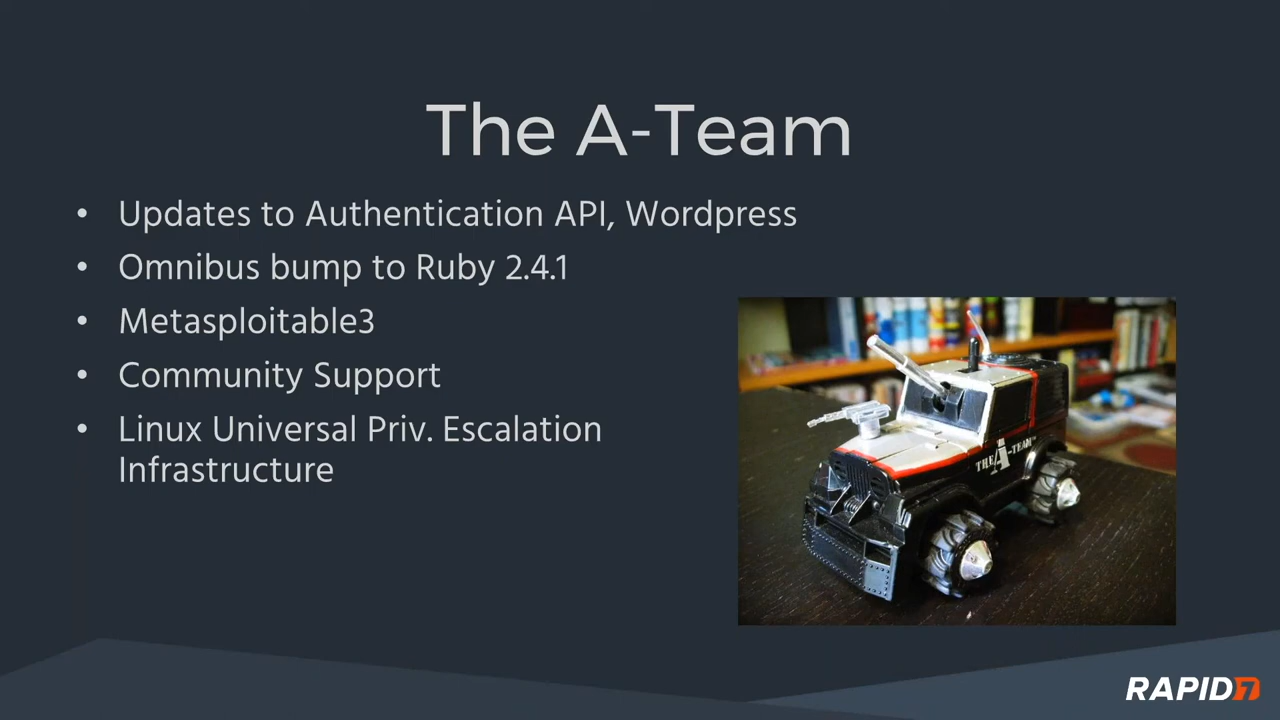 The A-Team
• Updates to Authentication API, Wordpress
• Omnibus bump to Ruby 2.4.1
• Metasploitable3
• Community Support
• Linux Universal Priv. Escalation
Infrastructure
THE A-TEAM
RAPID7